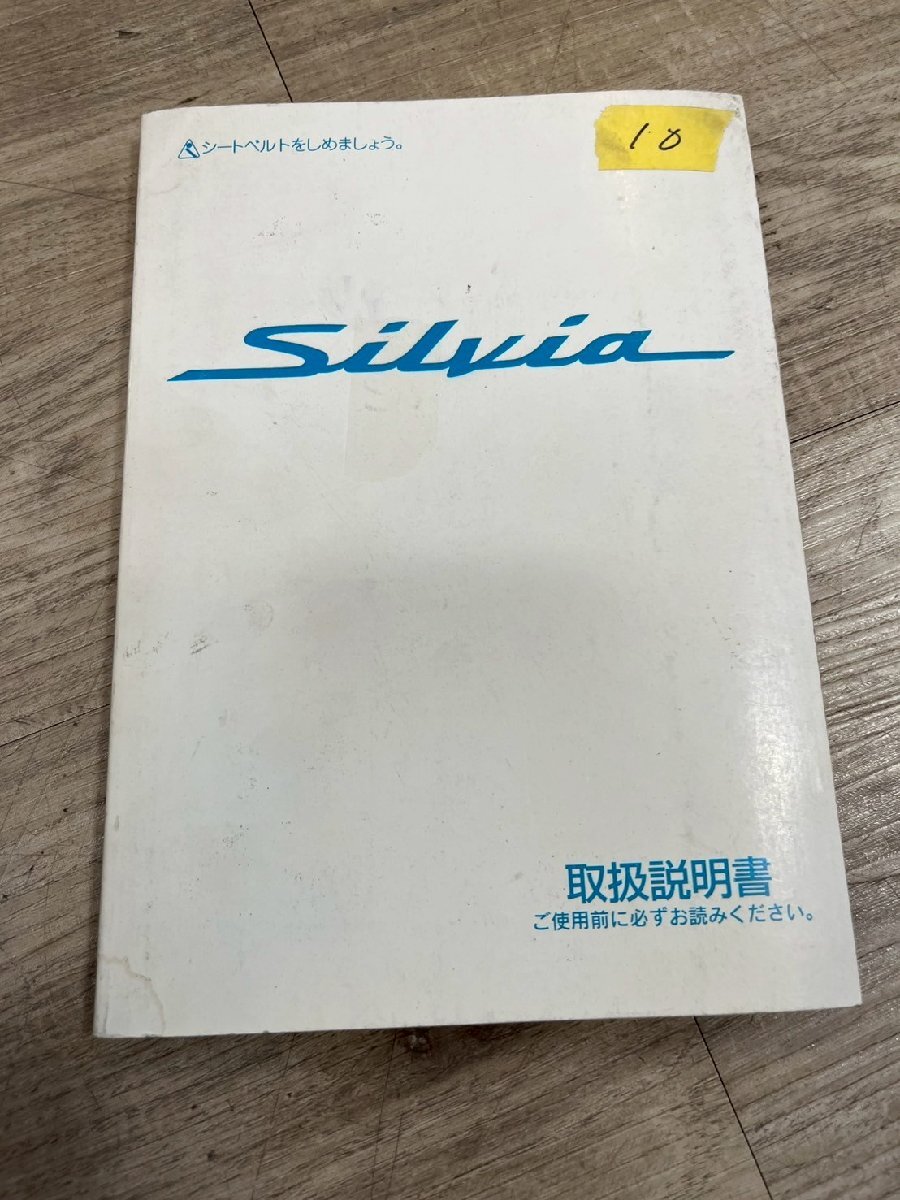 シートベルトをしめましょう。
10
Silvia
取扱説明書
ご使用前に必ずお読みください。